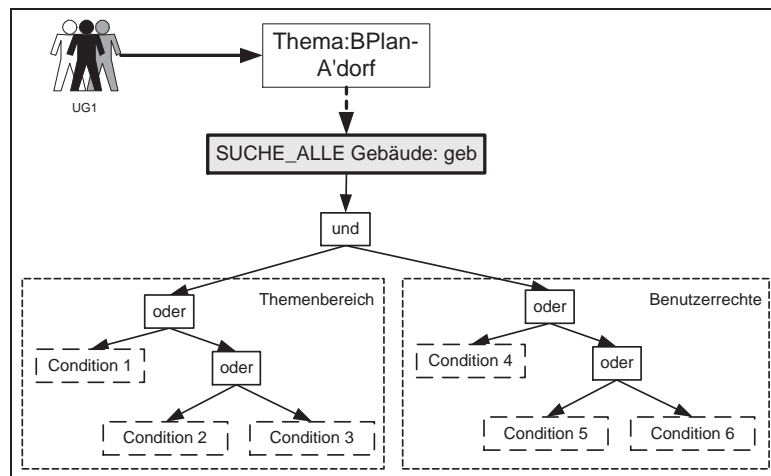 UG1
Thema:BPlan-
A'dorf
SUCHE_ALLE Gebäude: geb
und
Themenbereich
oder
Condition 1
oder
Condition 2
Condition 3
Benutzerrechte
oder
Condition 4
oder
Condition 5
Condition 6